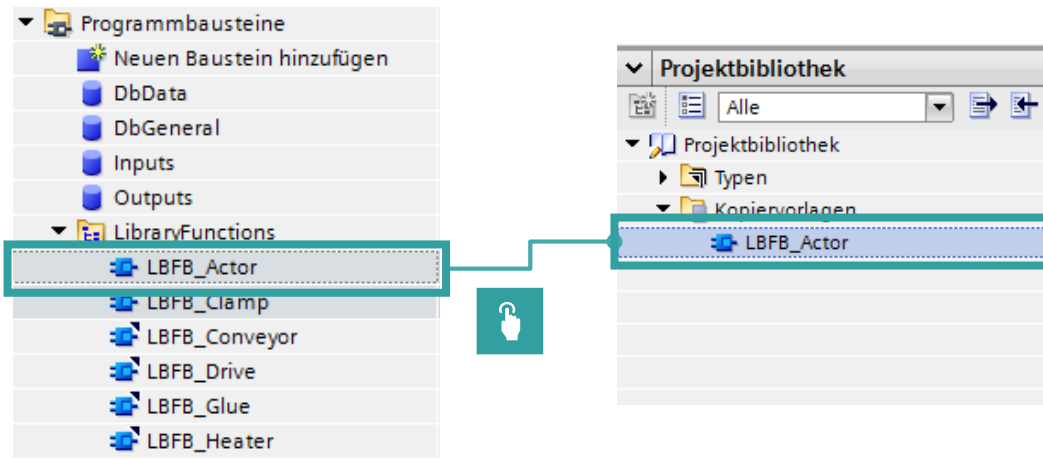 Programmbausteine
Neuen Baustein hinzufügen
DbData
DbGeneral
Inputs
Outputs
LibraryFunctions
LBFB_Actor
LBFB_Clamp
LBFB_Conveyor
LBFB_Drive
LBFB_Glue
LBFB_Heater
Projektbibliothek
Alle
Projektbibliothek
Typen
Kopiervorlagen
LBFB_Actor